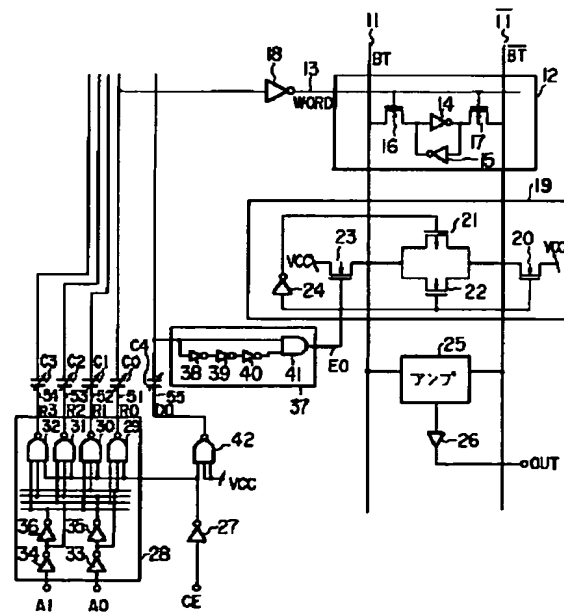 11
11
BT
BT
18
13
WORD
12
14
16
17
15
19
23
21
20
VCC
VCC
24
22
C3
C2
C1
C0
C4
54
53
52
51
55
R3
R2
R1
R0
D0
38
39
40
41
E0
37
25
アンプ
32
31
30
29
42
26
VCC
OUT
36
35
27
34
33
28
A1
A0
CE